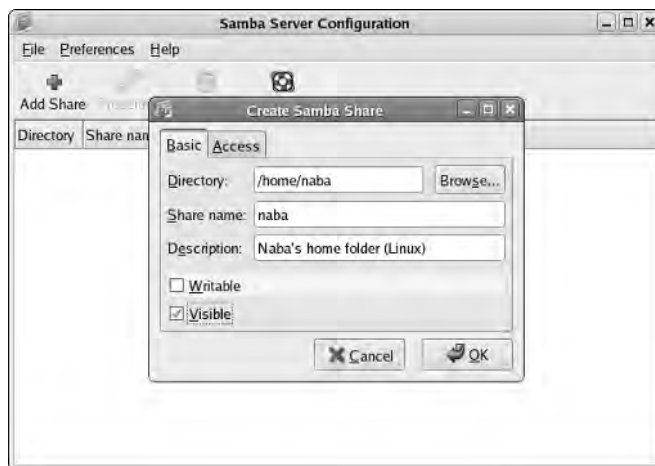 Samba Server Configuration
File Preferences Help
Add Share
Directory Share nam
Create Samba Share
Basic Access
Directory: /home/naba Browse...
Share name: naba
Description: Naba's home folder (Linux)
Writable
Visible
Cancel OK